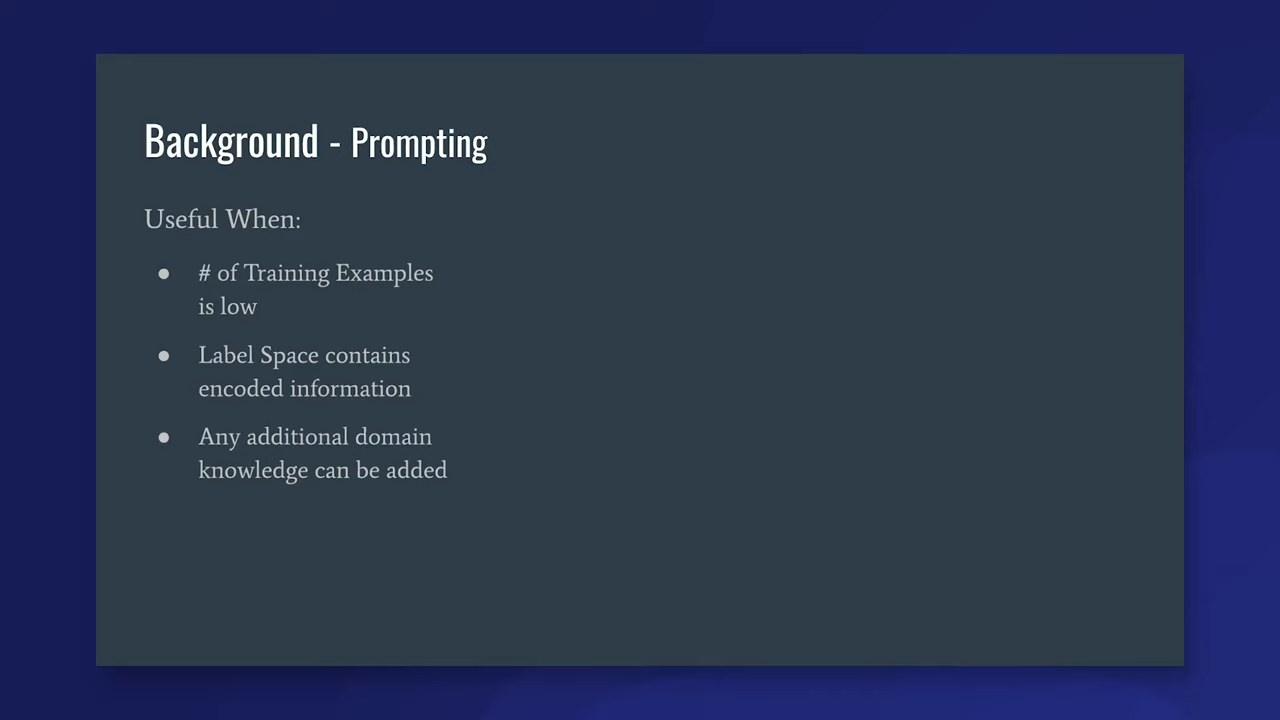 Background - Prompting
Useful When:
● # of Training Examples
is low
● Label Space contains
encoded information
● Any additional domain
knowledge can be added